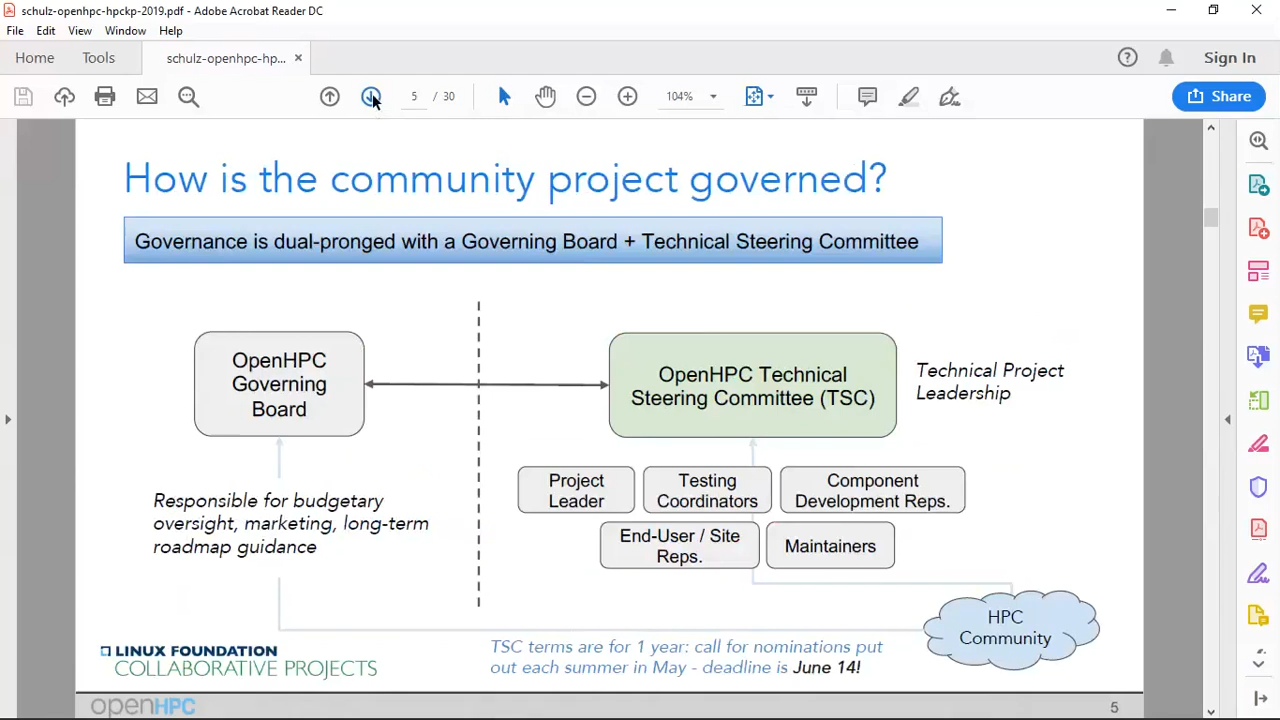 schulz-openhpc-hpckp-2019.pdf - Adobe Acrobat Reader DC
File Edit View Window Help
Home Tools schulz-openhpc-hp... × Sign In
5 / 30 104% Share
How is the community project governed?
Governance is dual-pronged with a Governing Board + Technical Steering Committee
OpenHPC
Governing
Board
OpenHPC Technical
Steering Committee (TSC)
Technical Project
Leadership
Project
Leader
Testing
Coordinators
Component
Development Reps.
End-User / Site
Reps.
Maintainers
Responsible for budgetary
oversight, marketing, long-term
roadmap guidance
HPC
Community
LINUX FOUNDATION
COLLABORATIVE PROJECTS
TSC terms are for 1 year: call for nominations put
out each summer in May - deadline is June 14!
openHPC
5